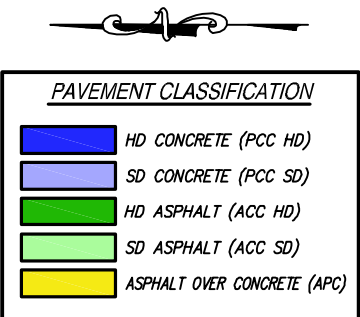 PAVEMENT CLASSIFICATION
HD CONCRETE (PCC HD)
SD CONCRETE (PCC SD)
HD ASPHALT (ACC HD)
SD ASPHALT (ACC SD)
ASPHALT OVER CONCRETE (APC)